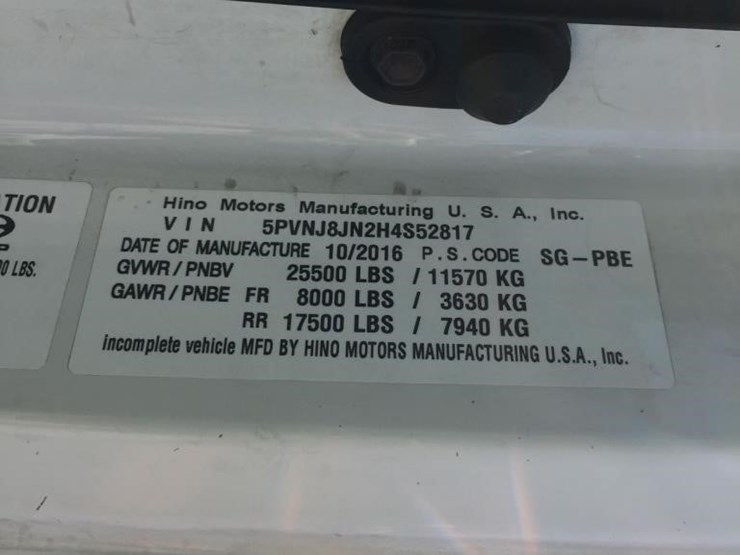 TION
0 LBS.
Hino Motors Manufacturing U. S. A., Inc.
VIN 5PVNJ8JN2H4S52817
DATE OF MANUFACTURE 10/2016 P.S.CODE SG-PBE
GVWR/PNBV 25500 LBS / 11570 KG
GAWR/PNBE FR 8000 LBS / 3630 KG
RR 17500 LBS / 7940 KG
incomplete vehicle MFD BY HINO MOTORS MANUFACTURING U.S.A., Inc.